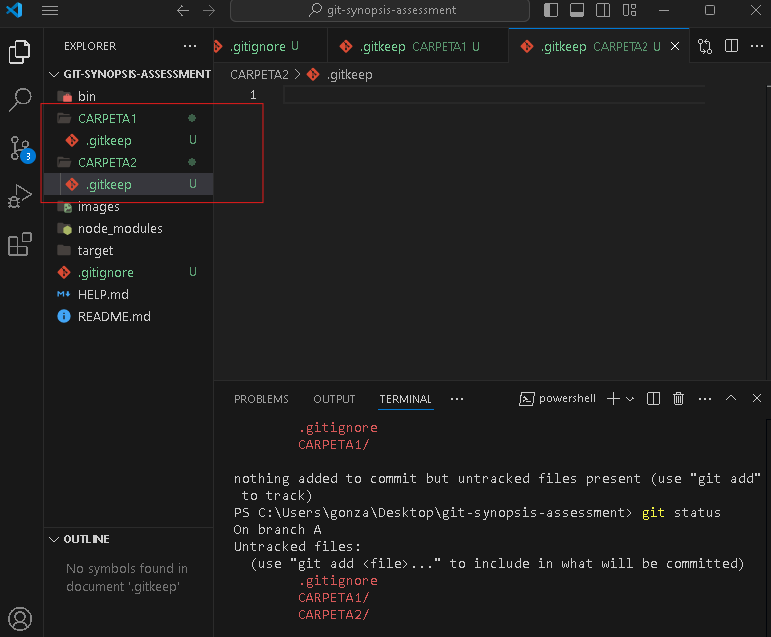 git-synopsis-assessment
EXPLORER
.gitignore U
.gitkeep CARPETA1 U
.gitkeep CARPETA2 U
GIT-SYNOPSIS-ASSESSMENT
CARPETA2 > .gitkeep
bin
1
CARPETA1
.gitkeep U
CARPETA2
.gitkeep U
3
images
node_modules
target
.gitignore U
HELP.md
README.md
PROBLEMS OUTPUT TERMINAL ... powershell
.gitignore
CARPETA1/
nothing added to commit but untracked files present (use "git add"
to track)
PS C:\Users\gonza\Desktop\git-synopsis-assessment> git status
On branch A
Untracked files:
(use "git add <file>..." to include in what will be committed)
.gitignore
CARPETA1/
CARPETA2/
OUTLINE
No symbols found in
document '.gitkeep'